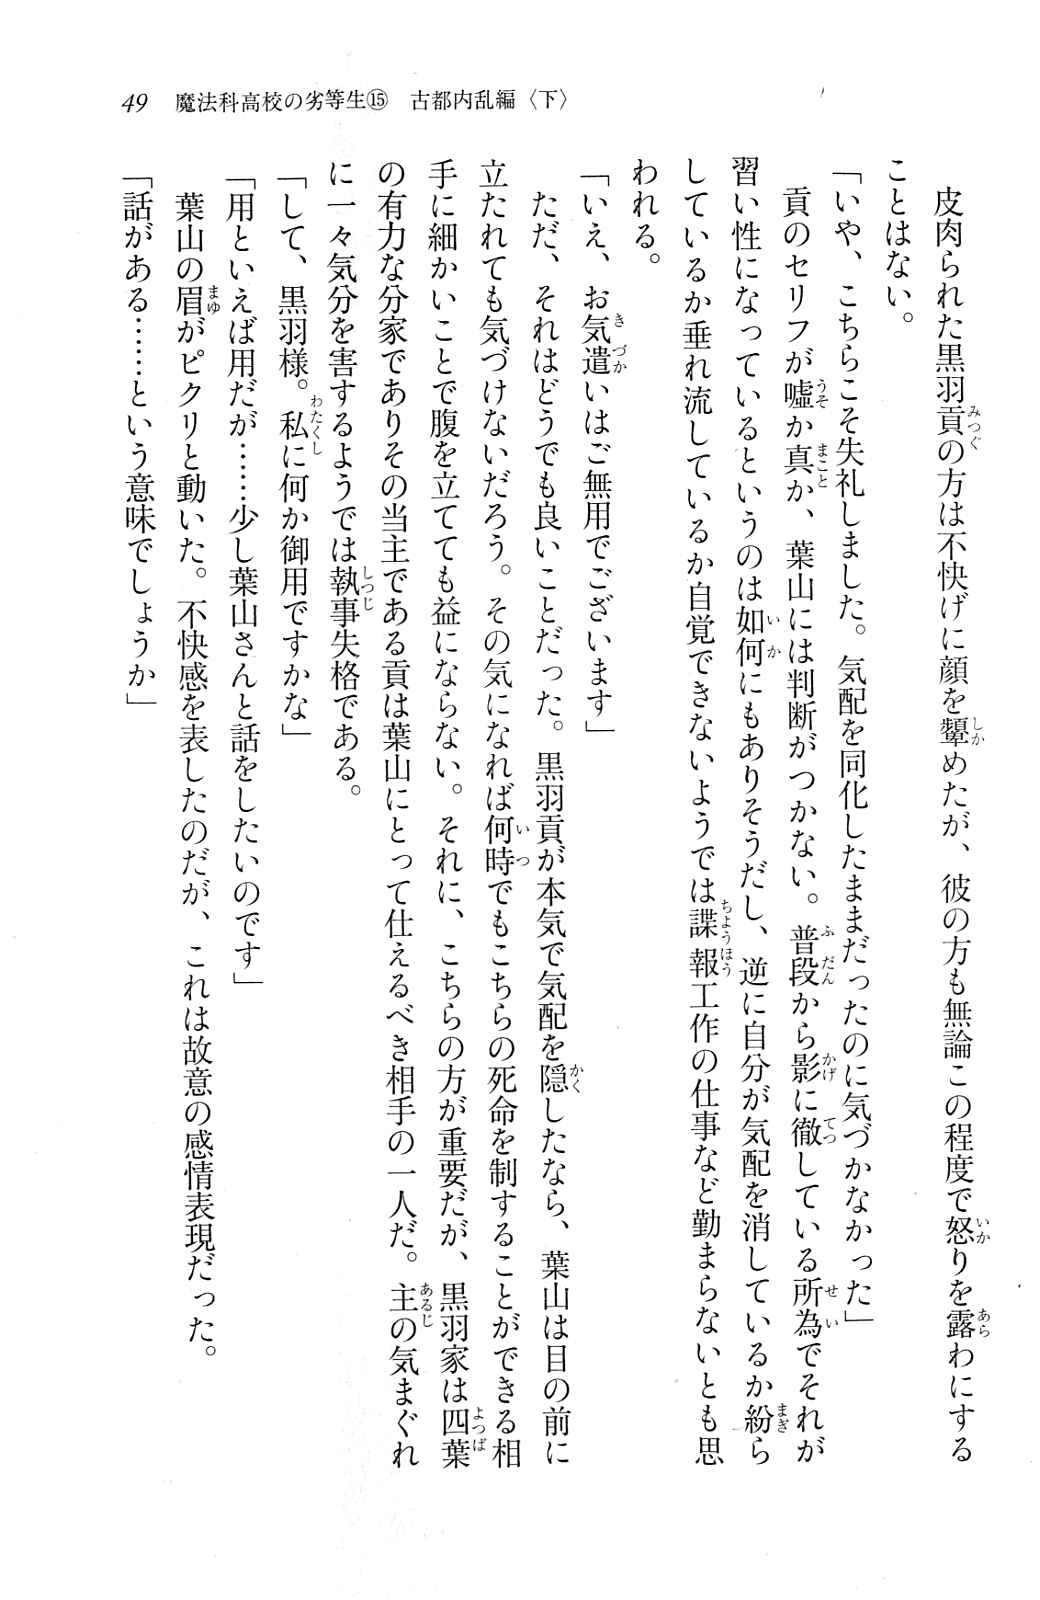 49　魔法科高校の劣等生⑮　古都内乱編〈下〉
　皮肉られた黒羽貢の方は不快げに顔を顰めたが、彼の方も無論この程度で怒りを露わにする
ことはない。
「いや、こちらこそ失礼しました。気配を同化したままだったのに気づかなかった」
　貢のセリフが嘘か真か、葉山には判断がつかない。普段から影に徹している所為でそれが
習い性になっているというのは如何にもありそうだし、逆に自分が気配を消しているか紛ら
しているか垂れ流しているか自覚できないようでは諜報工作の仕事など勤まらないとも思
われる。
「いえ、お気遣いはご無用でございます」
　ただ、それはどうでも良いことだった。黒羽貢が本気で気配を隠したなら、葉山は目の前に
立たれても気づけないだろう。その気になれば何時でもこちらの死命を制することができる相
手に細かいことで腹を立てても益にならない。それに、こちらの方が重要だが、黒羽家は四葉
の有力な分家でありその当主である貢は葉山にとって仕えるべき相手の一人だ。主の気まぐれ
に一々気分を害するようでは執事失格である。
「して、黒羽様。私に何か御用ですかな」
「用といえば用だが……少し葉山さんと話をしたいのです」
　葉山の眉がピクリと動いた。不快感を表したのだが、これは故意の感情表現だった。
「話がある……という意味でしょうか」